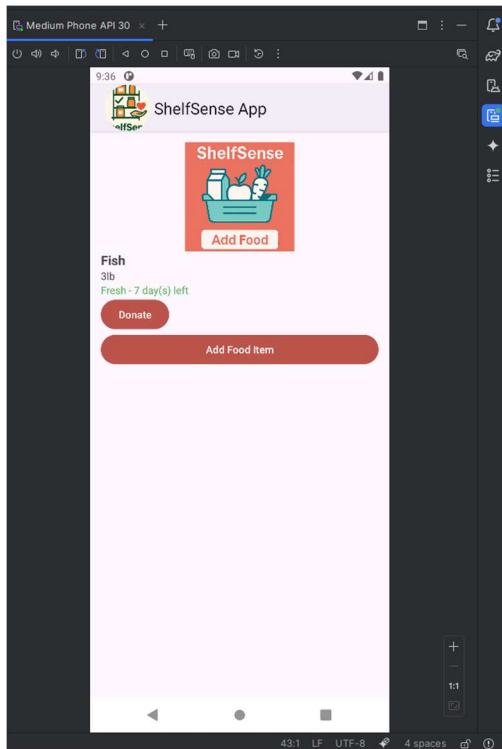 Medium Phone API 30
9:36
elfSer
ShelfSense App
ShelfSense
Add Food
Fish
3lb
Fresh - 7 day(s) left
Donate
Add Food Item
1:1
43:1 LF UTF-8 4 spaces